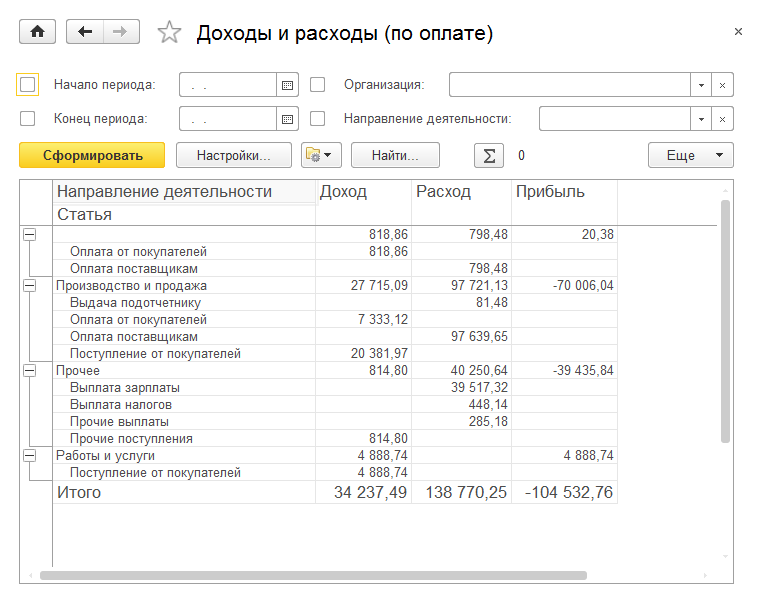 Доходы и расходы (по оплате)
Начало периода: . . Организация:
Конец периода: . . Направление деятельности:
Сформировать Настройки... Найти... Σ 0 Еще
Направление деятельности Доход Расход Прибыль
Статья
818,86 798,48 20,38
Оплата от покупателей 818,86
Оплата поставщикам 798,48
Производство и продажа 27 715,09 97 721,13 -70 006,04
Выдача подотчетнику 81,48
Оплата от покупателей 7 333,12
Оплата поставщикам 97 639,65
Поступление от покупателей 20 381,97
Прочее 814,80 40 250,64 -39 435,84
Выплата зарплаты 39 517,32
Выплата налогов 448,14
Прочие выплаты 285,18
Прочие поступления 814,80
Работы и услуги 4 888,74 4 888,74
Поступление от покупателей 4 888,74
Итого 34 237,49 138 770,25 -104 532,76